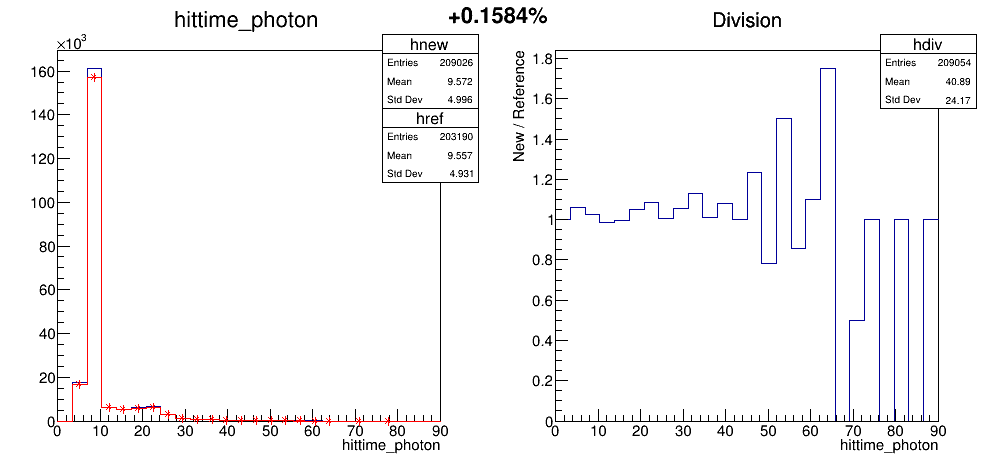 +0.1584%
hittime_photon
×10³
hnew
Entries 209026
Mean 9.572
Std Dev 4.996
href
Entries 203190
Mean 9.557
Std Dev 4.931
160
140
120
100
80
60
40
20
0
0 10 20 30 40 50 60 70 80 90
hittime_photon
Division
hdiv
Entries 209054
Mean 40.89
Std Dev 24.17
New / Reference
1.8
1.6
1.4
1.2
1
0.8
0.6
0.4
0.2
0
0 10 20 30 40 50 60 70 80 90
hittime_photon